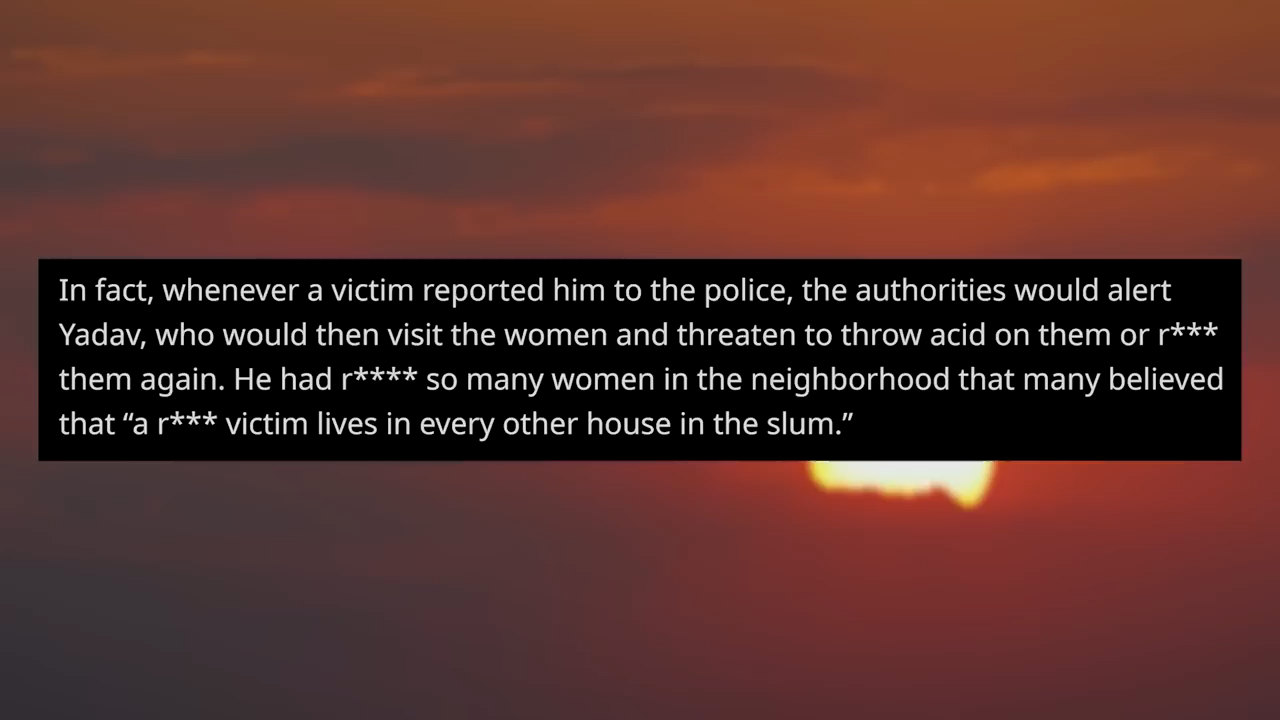 In fact, whenever a victim reported him to the police, the authorities would alert
Yadav, who would then visit the women and threaten to throw acid on them or r***
them again. He had r**** so many women in the neighborhood that many believed
that “a r*** victim lives in every other house in the slum.”